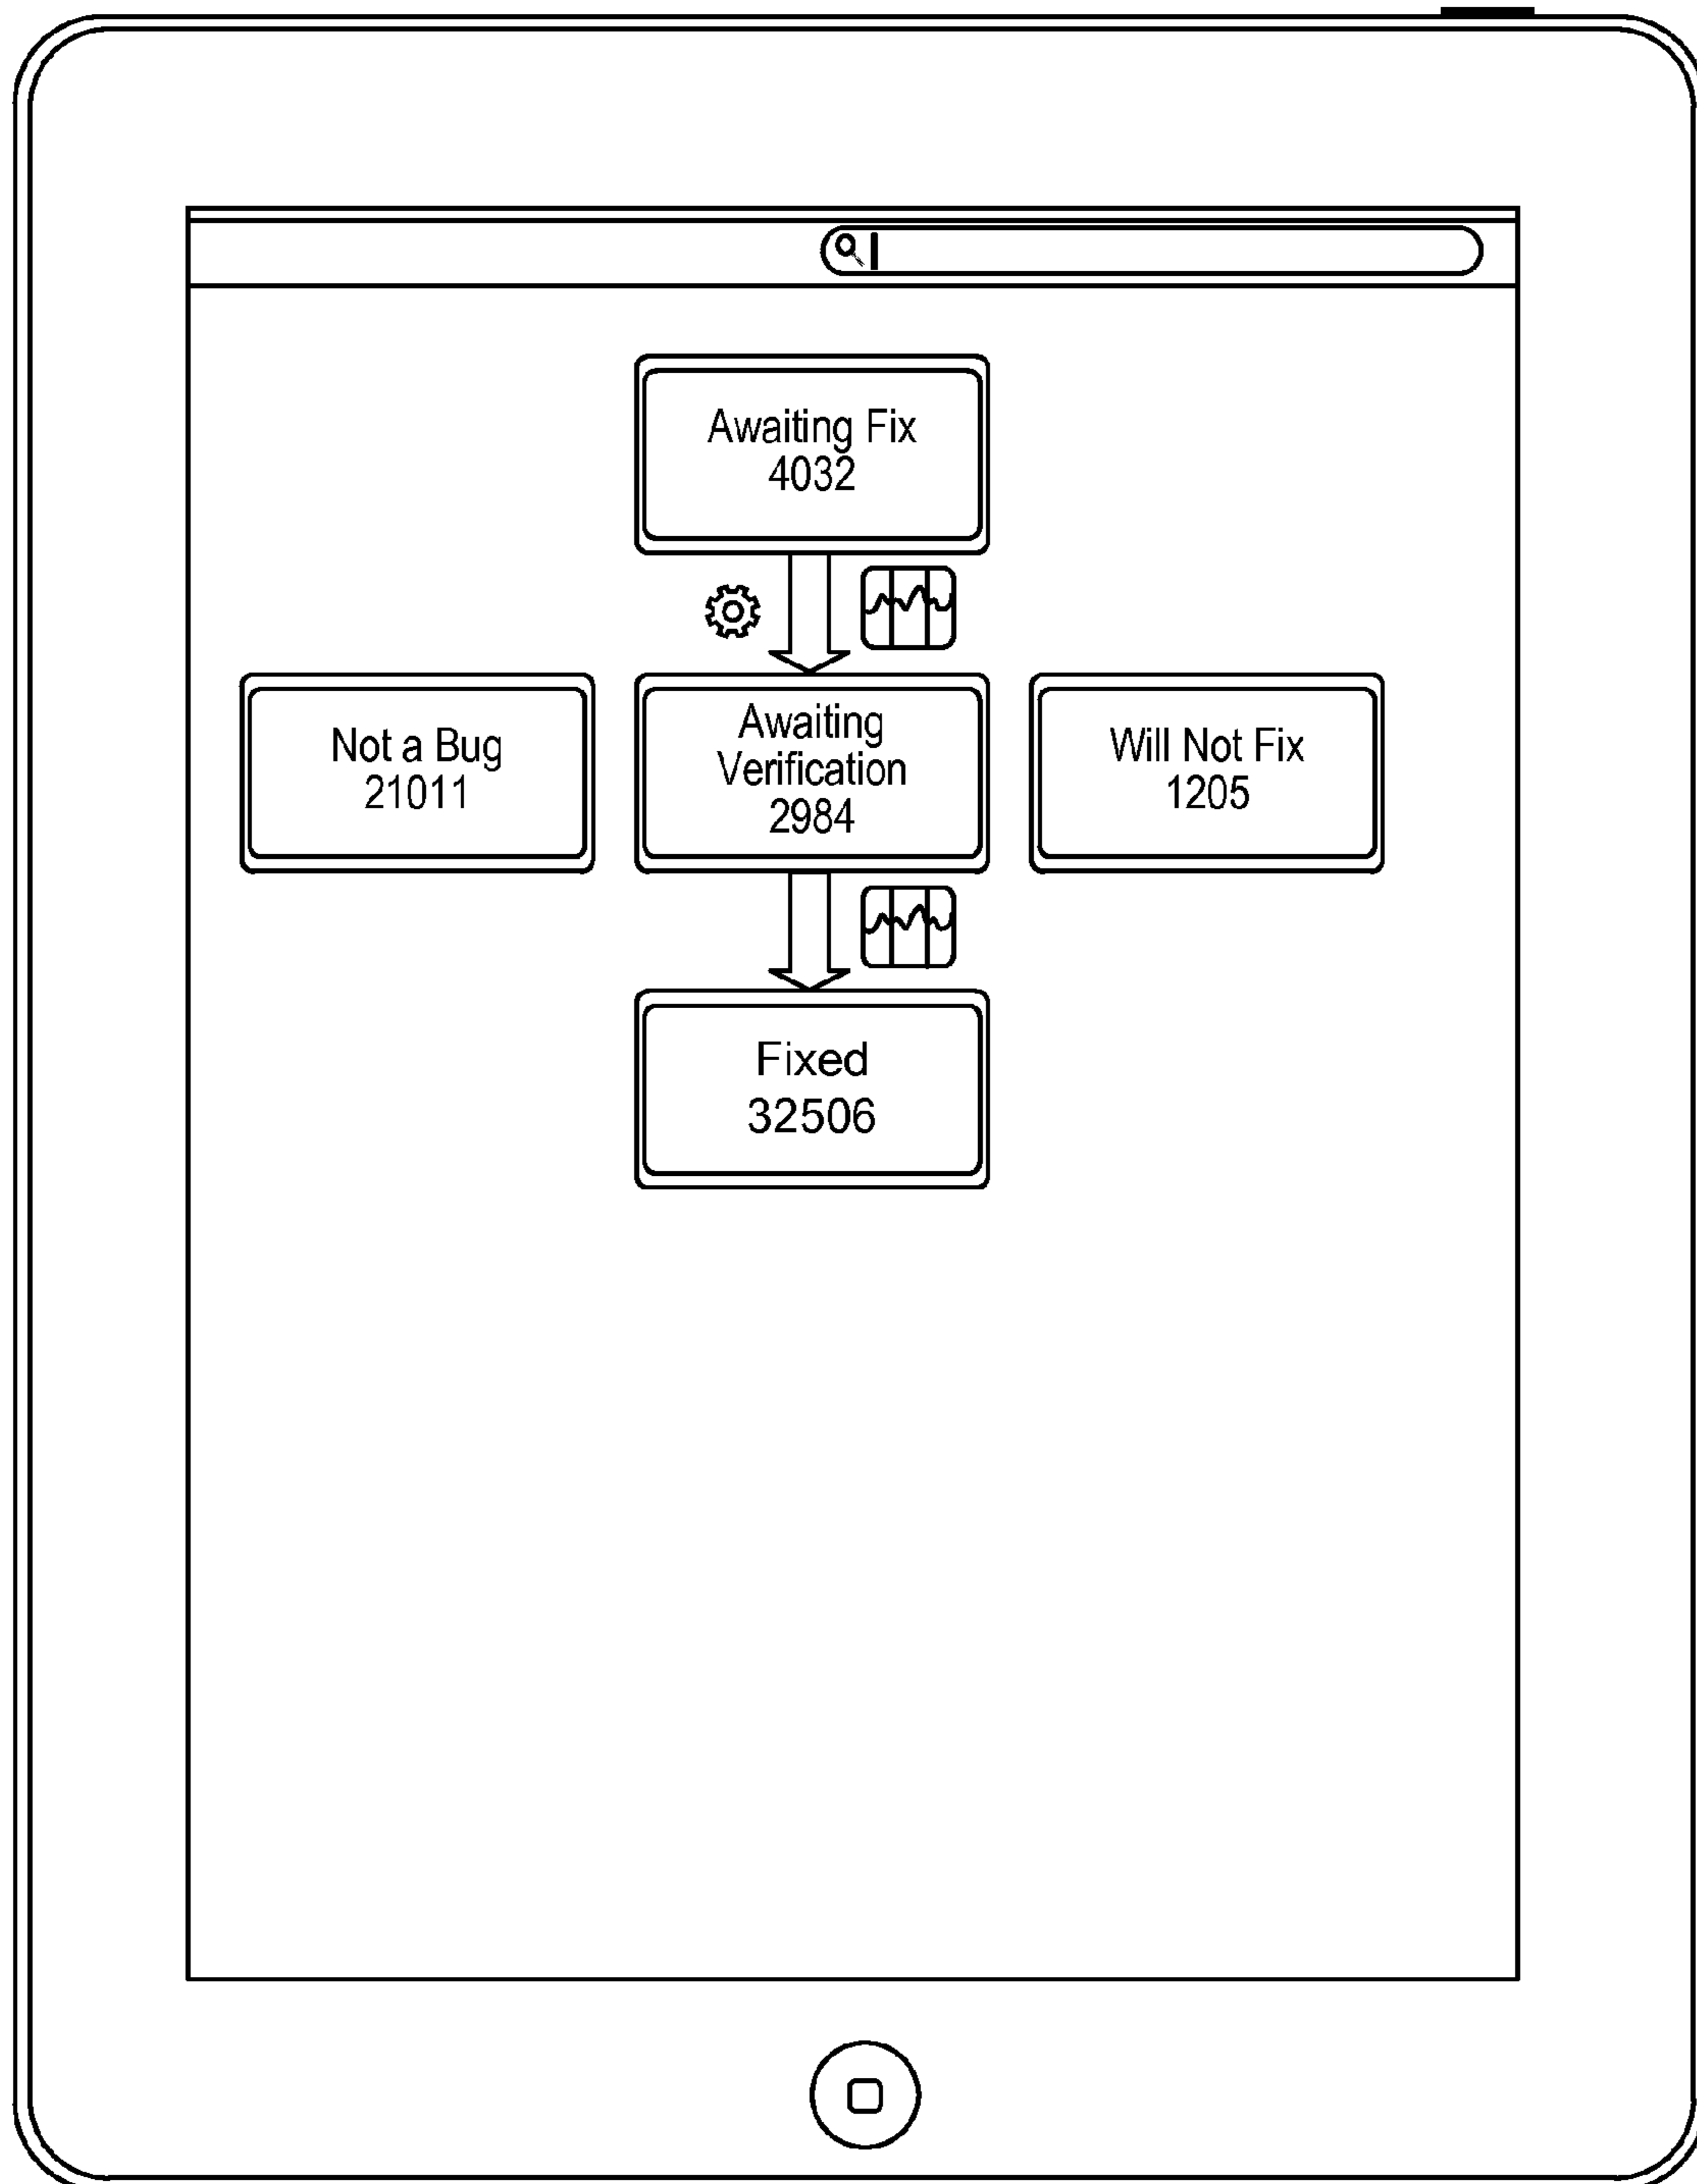 Awaiting Fix
4032
Not a Bug
21011
Awaiting
Verification
2984
Will Not Fix
1205
Fixed
32506